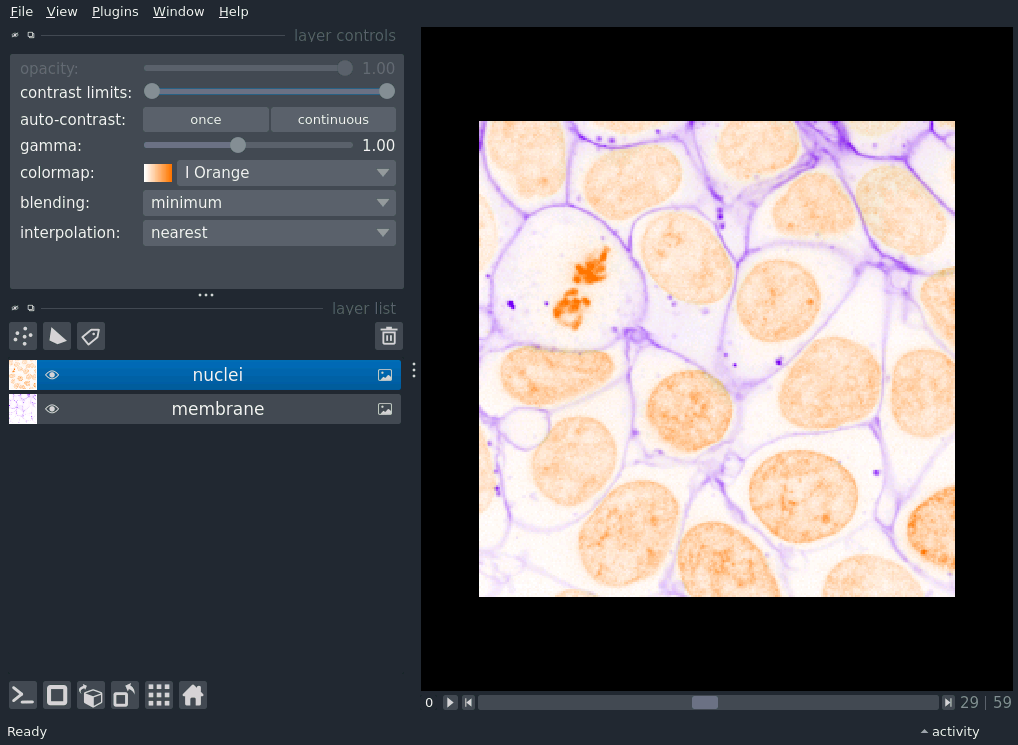 File View Plugins Window Help
layer controls
opacity: 1.00
contrast limits:
auto-contrast: once continuous
gamma: 1.00
colormap: I Orange
blending: minimum
interpolation: nearest
layer list
nuclei
membrane
0 29 | 59
Ready activity